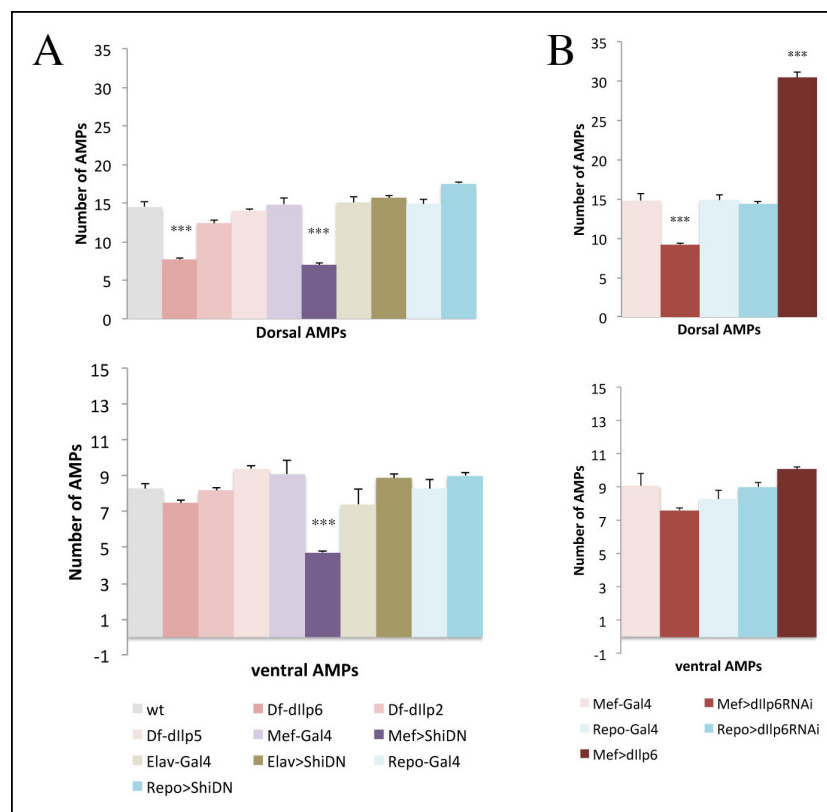 A
35
30
25
20
15
10
5
0
Number of AMPs
***
***
Dorsal AMPs
15
13
11
9
7
5
3
1
-1
Number of AMPs
***
ventral AMPs
wt
Df-dIlp6
Df-dIlp2
Df-dIlp5
Mef-Gal4
Mef>ShiDN
Elav-Gal4
Elav>ShiDN
Repo-Gal4
Repo>ShiDN
B
35
30
25
20
15
10
5
0
Number of AMPs
***
***
Dorsal AMPs
15
13
11
9
7
5
3
1
-1
Number of AMPs
ventral AMPs
Mef-Gal4
Mef>dIlp6RNAi
Repo-Gal4
Repo>dIlp6RNAi
Mef>dIlp6